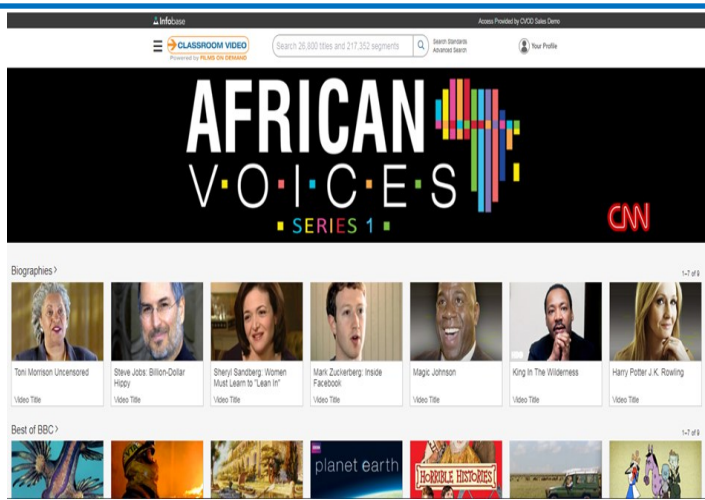 Infobase
Access Provided by CVOD Sales Demo
CLASSROOM VIDEO
Powered by FILMS ON DEMAND
Search 26,800 titles and 217,352 segments
Search Standards
Advanced Search
Your Profile
AFRICAN
V·O·I·C·E·S
SERIES 1
CNN
Biographies >
1-7 of 9
Toni Morrison Uncensored
Video Title
Steve Jobs: Billion-Dollar
Hippy
Video Title
Sheryl Sandberg: Women
Must Learn to "Lean In"
Video Title
Mark Zuckerberg: Inside
Facebook
Video Title
Magic Johnson
Video Title
King In The Wilderness
Video Title
Harry Potter J.K. Rowling
Video Title
Best of BBC >
1-7 of 9
planet earth
HORRIBLE HISTORIES